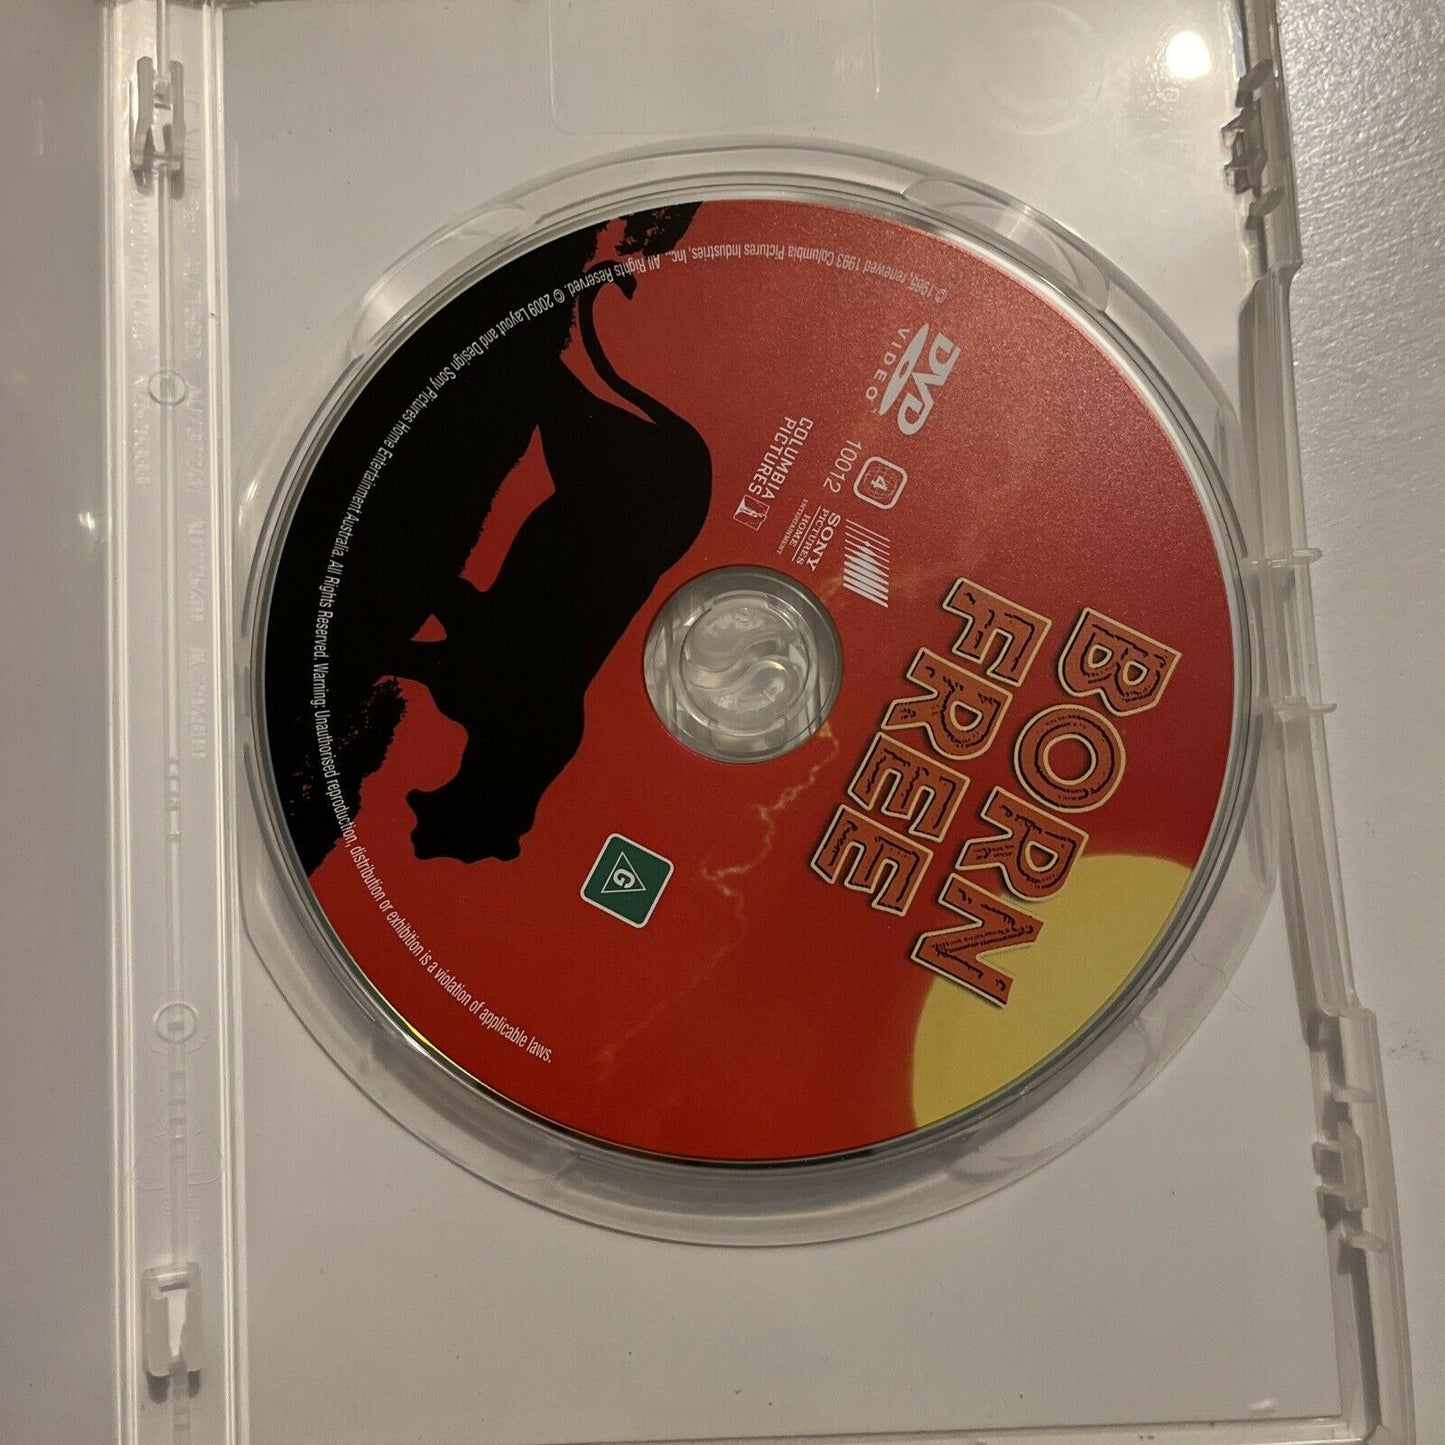 BORN
FREE
DVD
VIDEO
4
10012
SONY
PICTURES
HOME
ENTERTAINMENT
COLUMBIA
PICTURES
G
© 1965, renewed 1993 Columbia Pictures Industries, Inc.. All Rights Reserved. © 2009 Layout and Design Sony Pictures Home Entertainment Australia. All Rights Reserved. Warning: Unauthorised reproduction, distribution or exhibition is a violation of applicable laws.